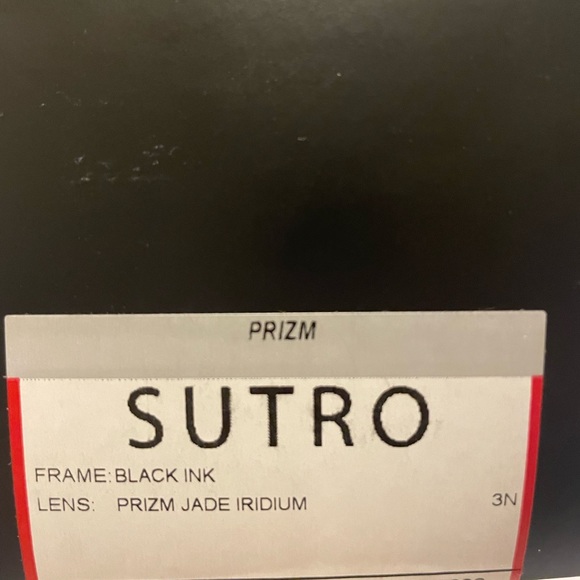 PRIZM
SUTRO
FRAME: BLACK INK
LENS: PRIZM JADE IRIDIUM 3N